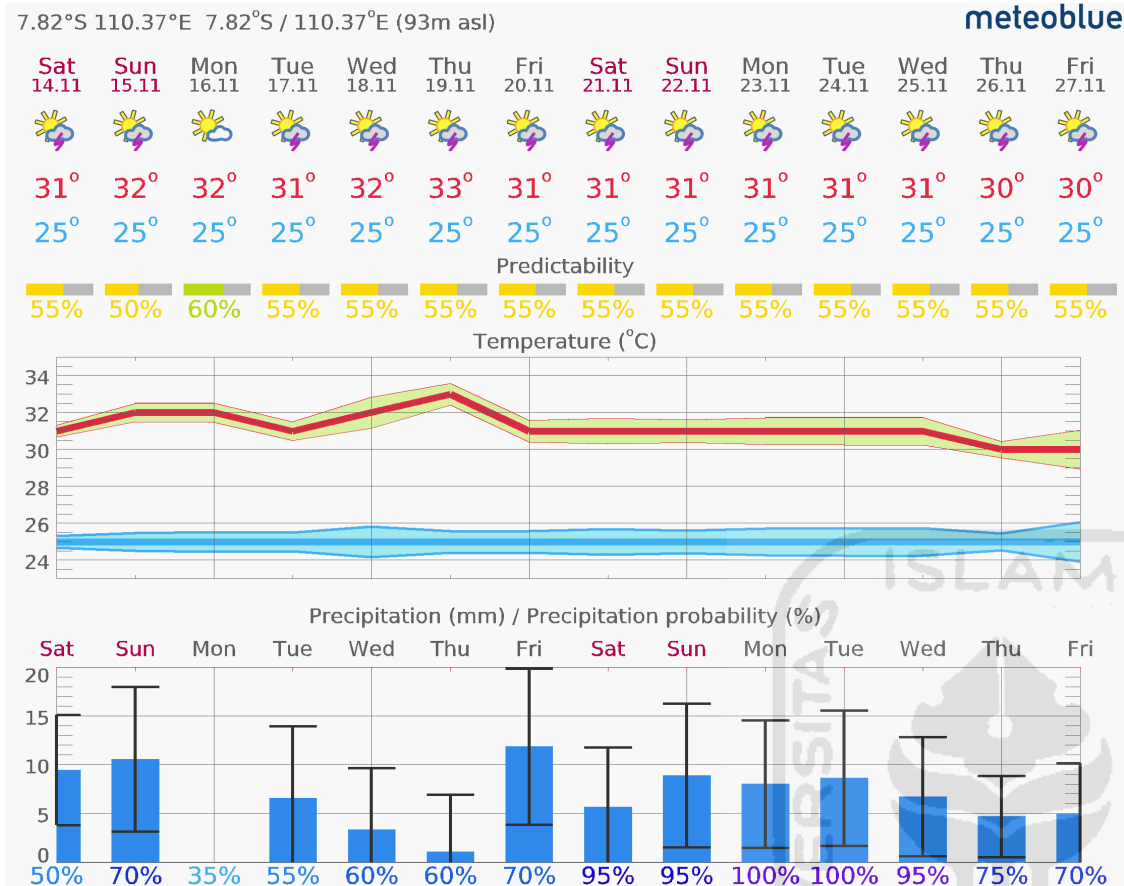 7.82°S 110.37°E 7.82°S / 110.37°E (93m asl)
meteoblue
Sat Sun Mon Tue Wed Thu Fri Sat Sun Mon Tue Wed Thu Fri
14.11 15.11 16.11 17.11 18.11 19.11 20.11 21.11 22.11 23.11 24.11 25.11 26.11 27.11
31° 32° 32° 31° 32° 33° 31° 31° 31° 31° 31° 31° 30° 30°
25° 25° 25° 25° 25° 25° 25° 25° 25° 25° 25° 25° 25° 25°
Predictability
55% 50% 60% 55% 55% 55% 55% 55% 55% 55% 55% 55% 55% 55%
Temperature (°C)
34
32
30
28
26
24
ISLAM
Precipitation (mm) / Precipitation probability (%)
Sat Sun Mon Tue Wed Thu Fri Sat Sun Mon Tue Wed Thu Fri
20
15
10
5
0
50% 70% 35% 55% 60% 60% 70% 95% 95% 100% 100% 95% 75% 70%